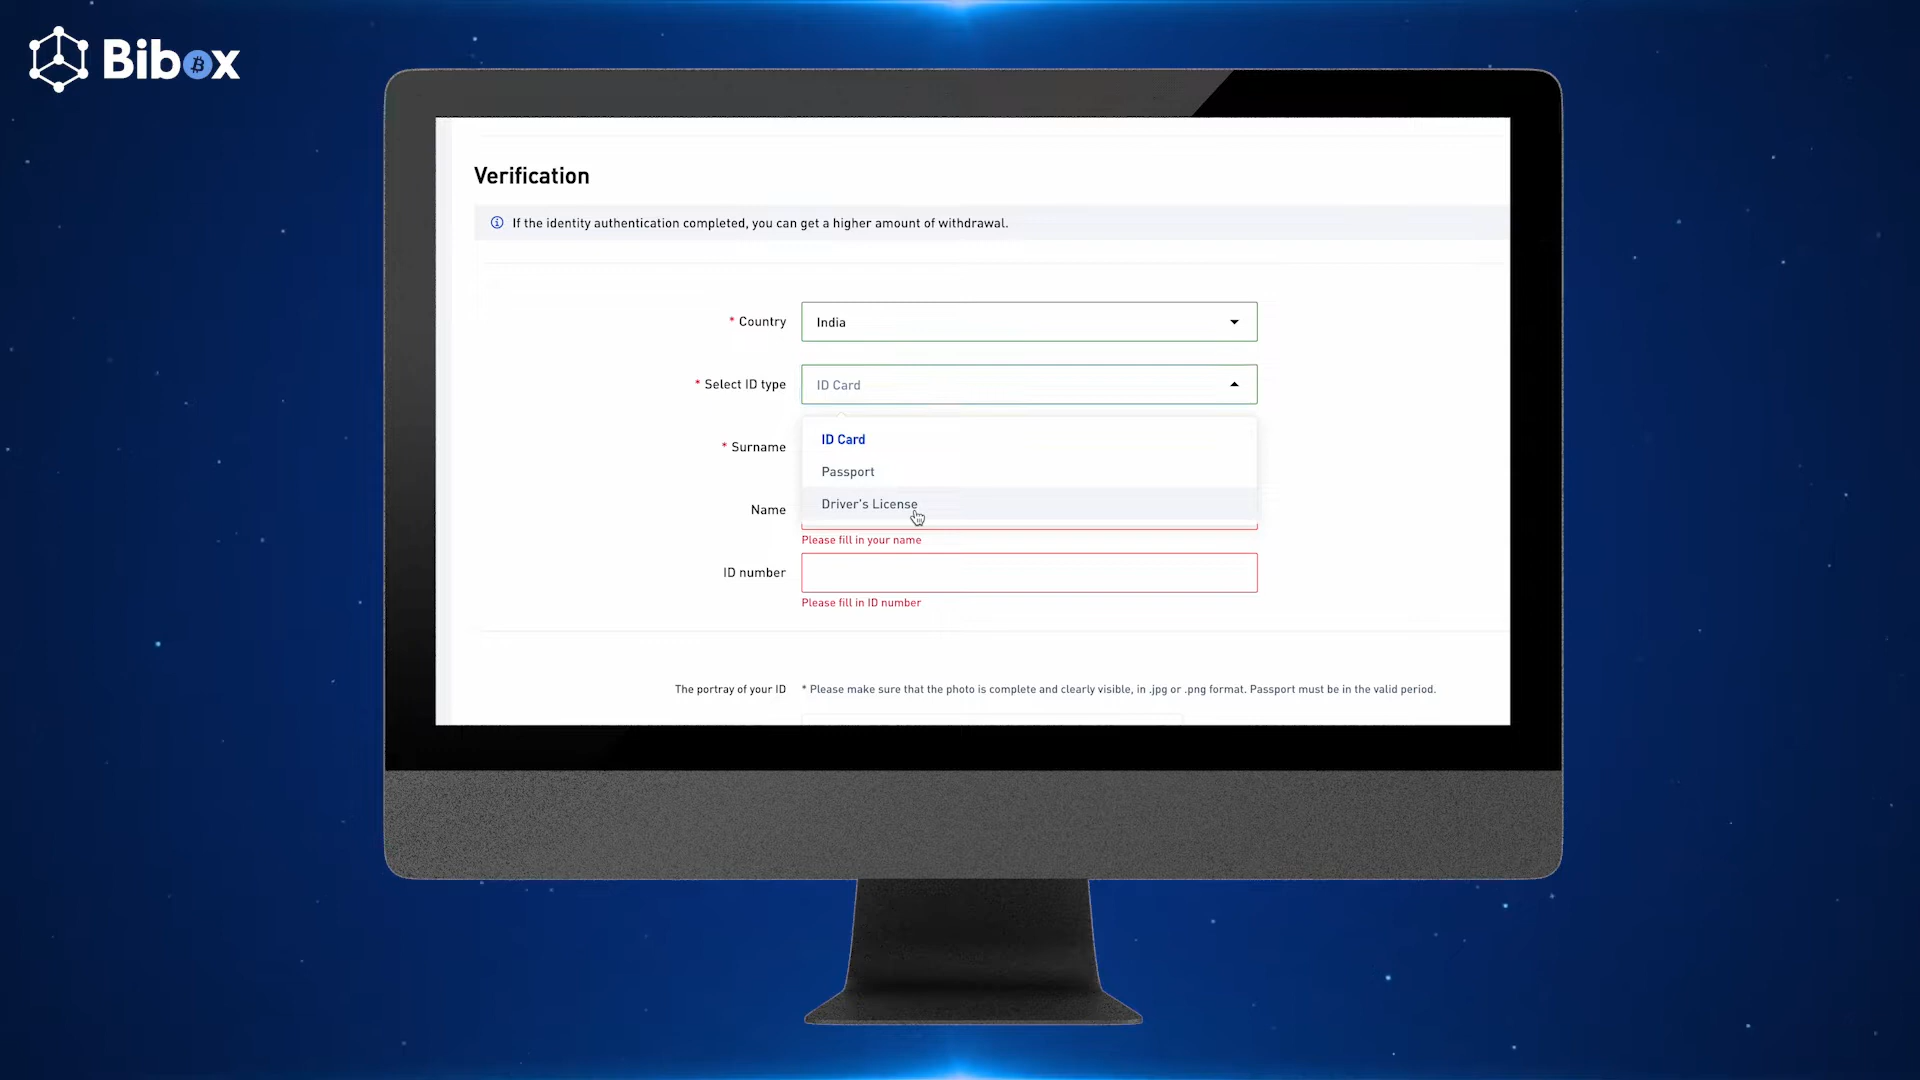 Bibox
Verification
If the identity authentication completed, you can get a higher amount of withdrawal.
* Country
India
* Select ID type
ID Card
ID Card
* Surname
Passport
Driver's License
Name
Please fill in your name
ID number
Please fill in ID number
The portray of your ID * Please make sure that the photo is complete and clearly visible, in .jpg or .png format. Passport must be in the valid period.